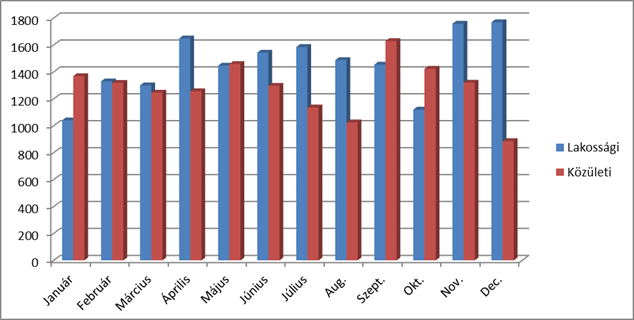 1800
1600
1400
1200
1000
800
600
400
200
0
Január
Február
Március
Április
Május
Június
Július
Aug.
Szept.
Okt.
Nov.
Dec.
Lakossági
Közületi